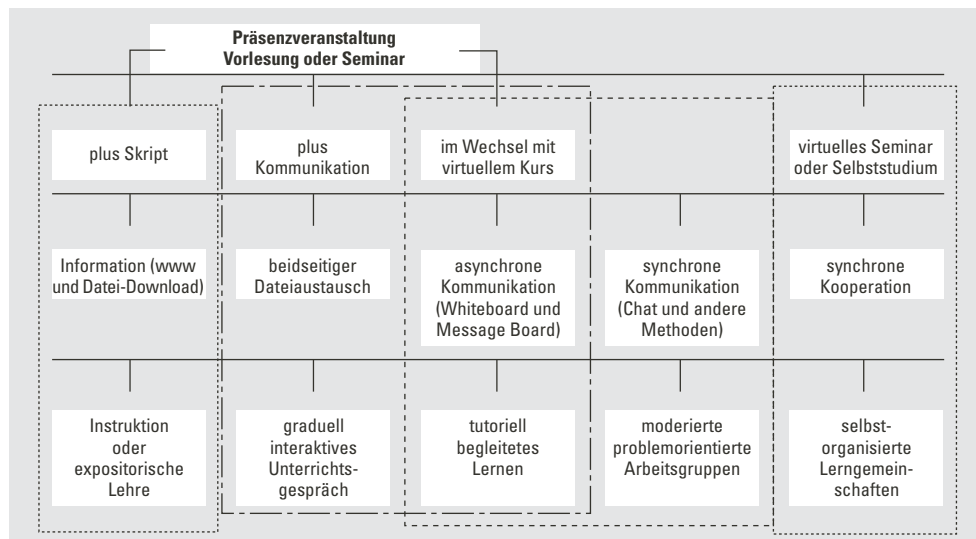 Präsenzveranstaltung
Vorlesung oder Seminar
plus Skript
plus
Kommunikation
im Wechsel mit
virtuellem Kurs
virtuelles Seminar
oder Selbststudium
Information (www
und Datei-Download)
beidseitiger
Dateiaustausch
asynchrone
Kommunikation
(Whiteboard und
Message Board)
synchrone
Kommunikation
(Chat und andere
Methoden)
synchrone
Kooperation
Instruktion
oder
expositorische
Lehre
graduell
interaktives
Unterrichts-
gespräch
tutoriell
begleitetes
Lernen
moderierte
problemorientierte
Arbeitsgruppen
selbst-
organisierte
Lerngemein-
schaften